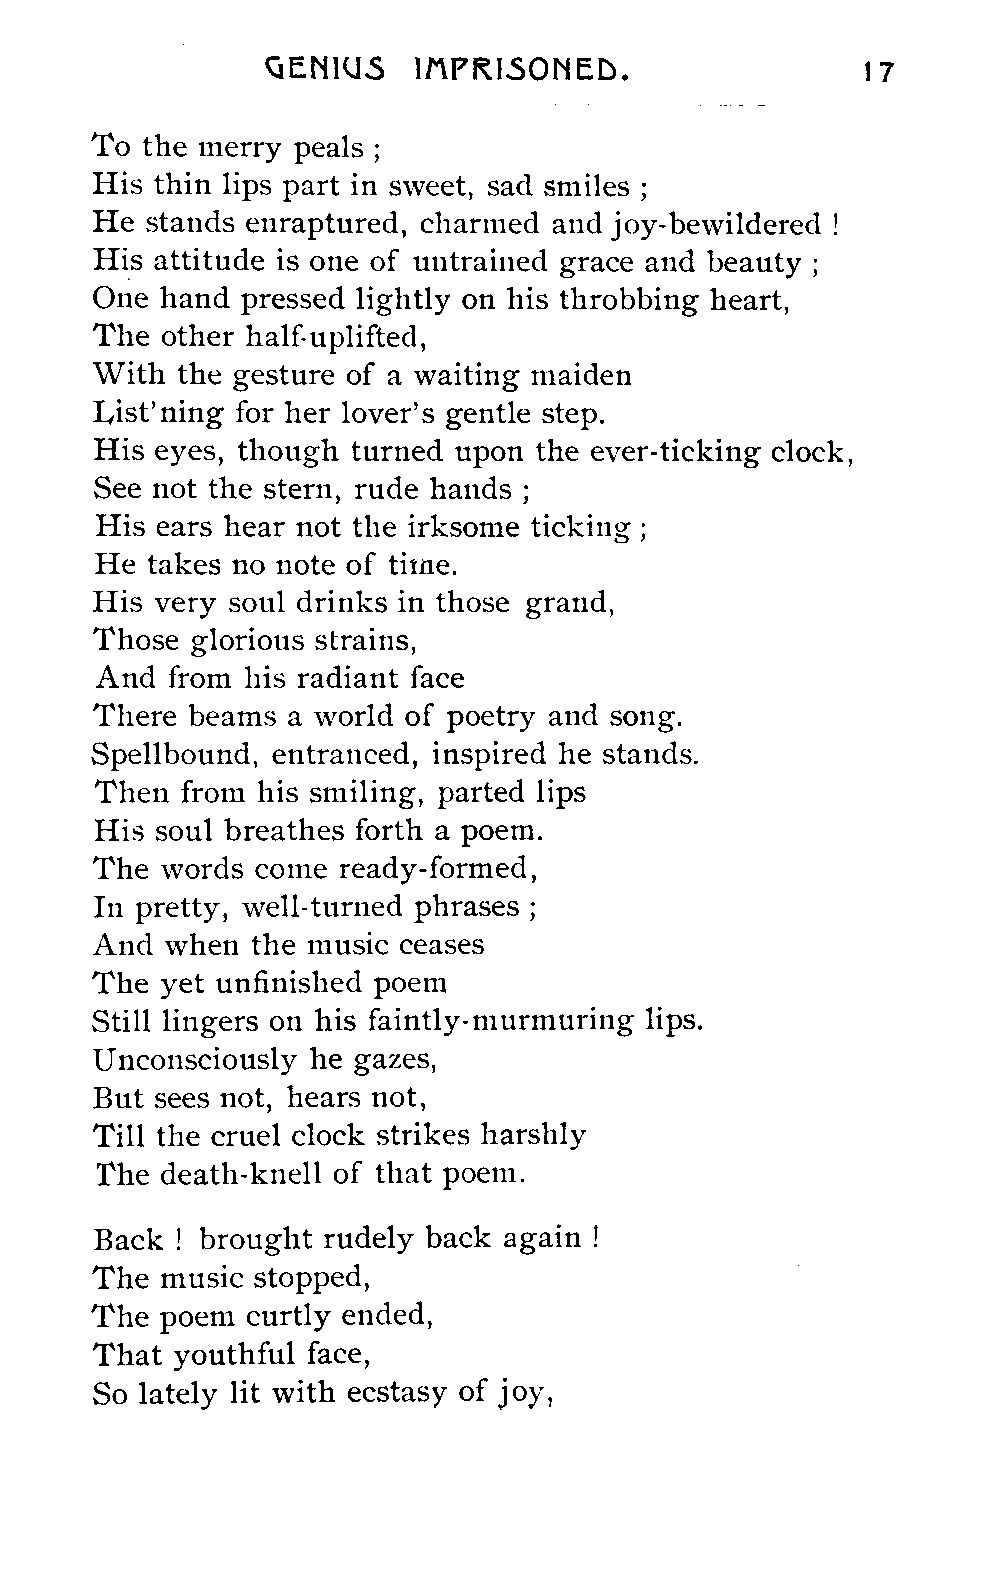 GENIUS IMPRISONED. 17
To the merry peals ;
His thin lips part in sweet, sad smiles ;
He stands enraptured, charmed and joy-bewildered !
His attitude is one of untrained grace and beauty ;
One hand pressed lightly on his throbbing heart,
The other half-uplifted,
With the gesture of a waiting maiden
List'ning for her lover's gentle step.
His eyes, though turned upon the ever-ticking clock,
See not the stern, rude hands ;
His ears hear not the irksome ticking ;
He takes no note of time.
His very soul drinks in those grand,
Those glorious strains,
And from his radiant face
There beams a world of poetry and song.
Spellbound, entranced, inspired he stands.
Then from his smiling, parted lips
His soul breathes forth a poem.
The words come ready-formed,
In pretty, well-turned phrases ;
And when the music ceases
The yet unfinished poem
Still lingers on his faintly-murmuring lips.
Unconsciously he gazes,
But sees not, hears not,
Till the cruel clock strikes harshly
The death-knell of that poem.
Back ! brought rudely back again !
The music stopped,
The poem curtly ended,
That youthful face,
So lately lit with ecstasy of joy,